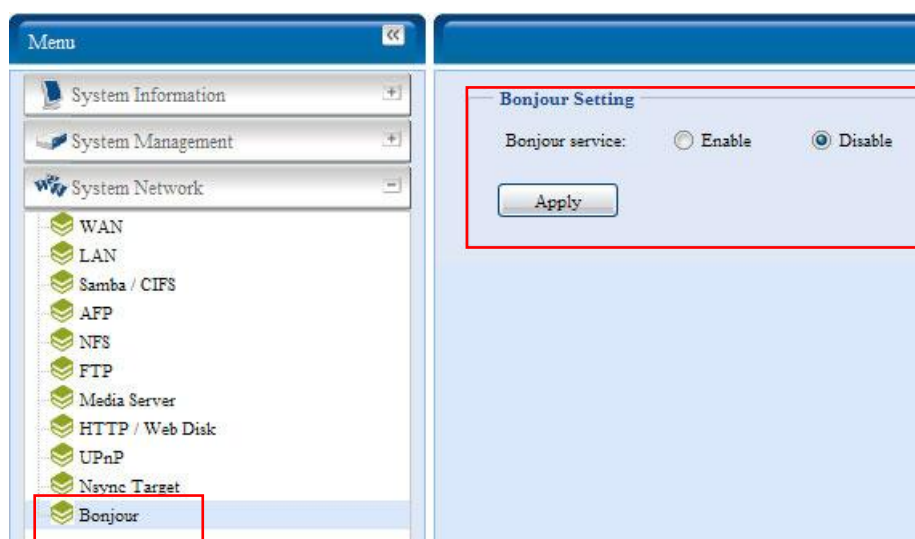 Menu
System Information
System Management
System Network
WAN
LAN
Samba / CIFS
AFP
NFS
FTP
Media Server
HTTP / Web Disk
UPnP
Nsync Target
Bonjour
Bonjour Setting
Bonjour service: Enable Disable
Apply